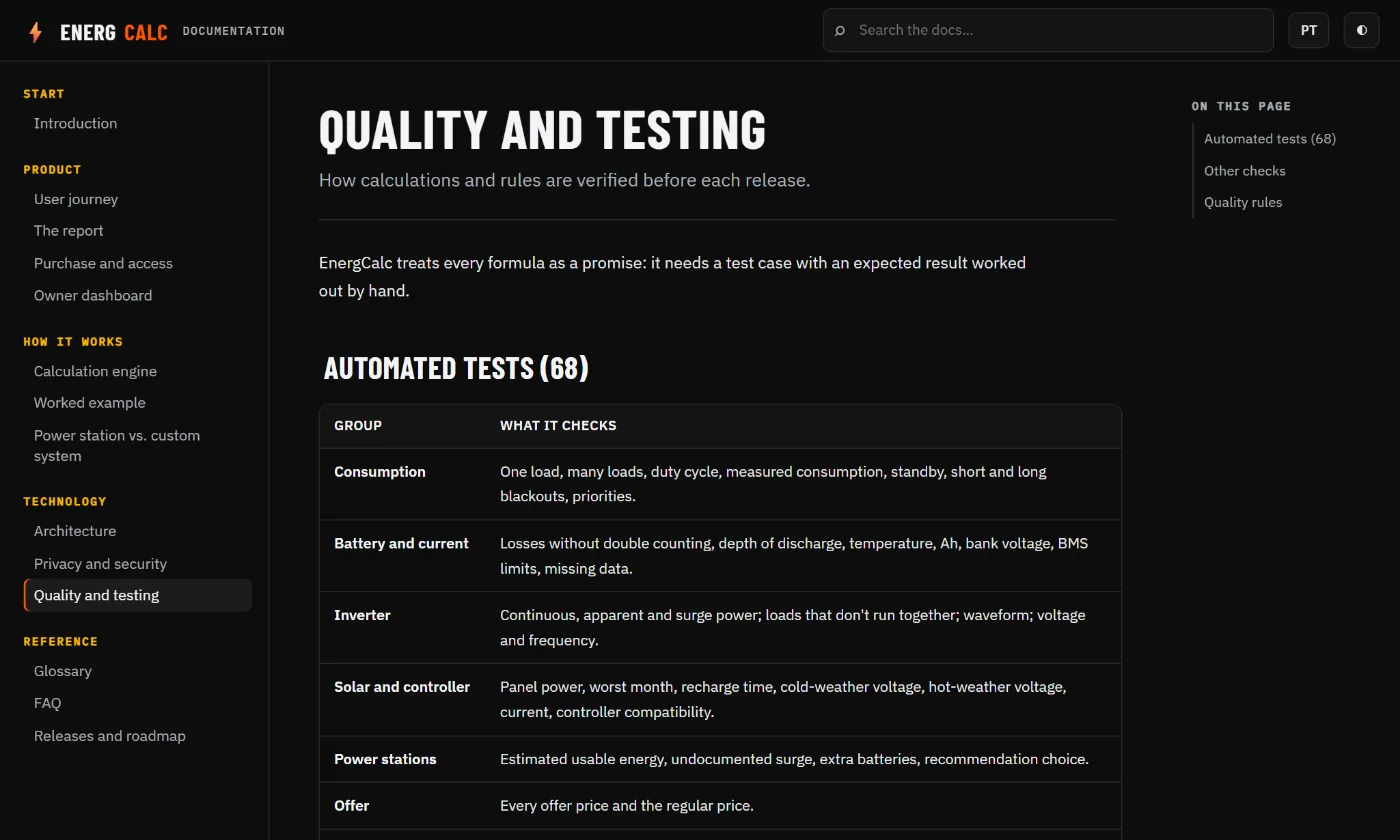 ENERG CALC DOCUMENTATION
Search the docs...
PT
START
Introduction
PRODUCT
User journey
The report
Purchase and access
Owner dashboard
HOW IT WORKS
Calculation engine
Worked example
Power station vs. custom
system
TECHNOLOGY
Architecture
Privacy and security
Quality and testing
REFERENCE
Glossary
FAQ
Releases and roadmap
QUALITY AND TESTING
How calculations and rules are verified before each release.
EnergCalc treats every formula as a promise: it needs a test case with an expected result worked
out by hand.
AUTOMATED TESTS (68)
GROUP WHAT IT CHECKS
Consumption One load, many loads, duty cycle, measured consumption, standby, short and long
blackouts, priorities.
Battery and current Losses without double counting, depth of discharge, temperature, Ah, bank voltage, BMS
limits, missing data.
Inverter Continuous, apparent and surge power; loads that don't run together; waveform; voltage
and frequency.
Solar and controller Panel power, worst month, recharge time, cold-weather voltage, hot-weather voltage,
current, controller compatibility.
Power stations Estimated usable energy, undocumented surge, extra batteries, recommendation choice.
Offer Every offer price and the regular price.
ON THIS PAGE
Automated tests (68)
Other checks
Quality rules